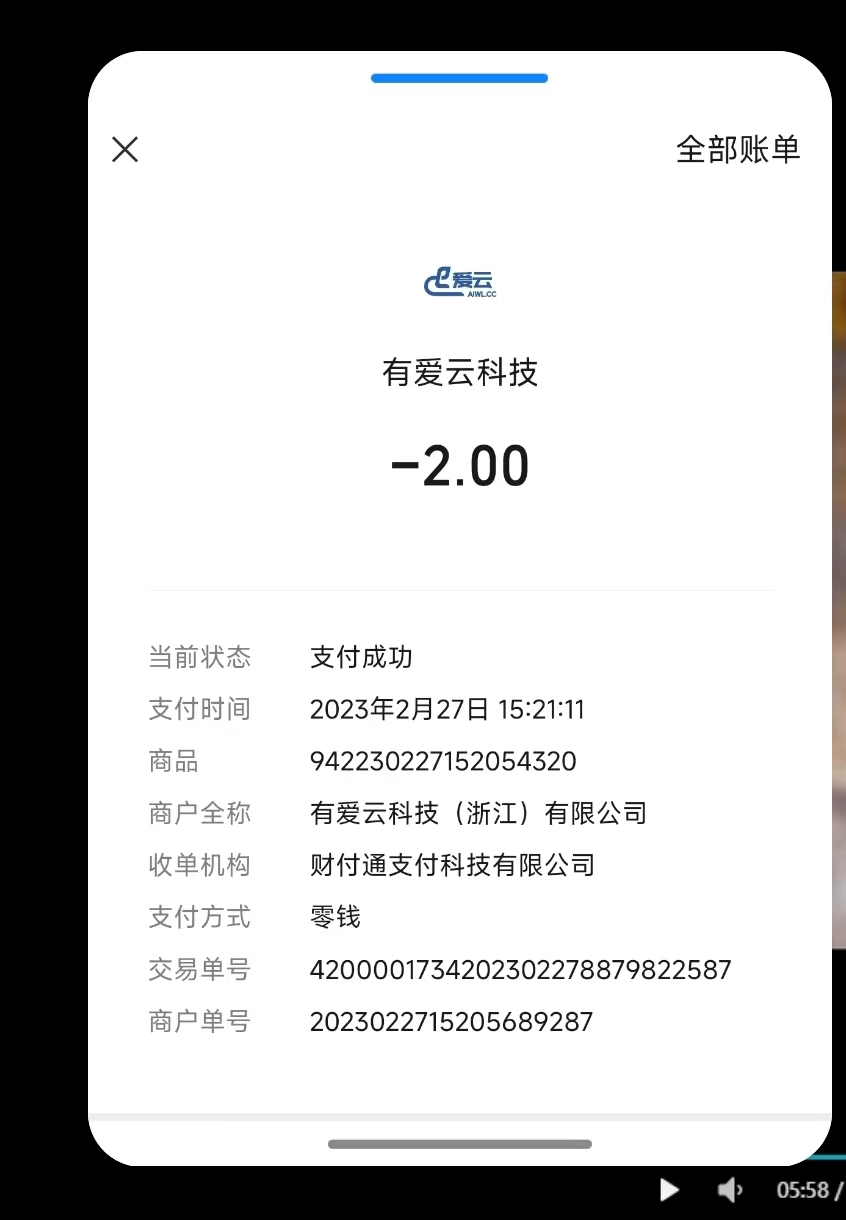 全部账单
爱云
AIWL.CC
有爱云科技
-2.00
当前状态 支付成功
支付时间 2023年2月27日 15:21:11
商品 942230227152054320
商户全称 有爱云科技（浙江）有限公司
收单机构 财付通支付科技有限公司
支付方式 零钱
交易单号 4200001734202302278879822587
商户单号 2023022715205689287
05:58 /